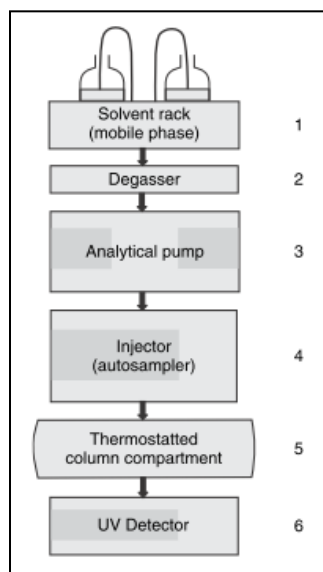 Solvent rack
(mobile phase)
1
Degasser
2
Analytical pump
3
Injector
(autosampler)
4
Thermostatted
column compartment
5
UV Detector
6